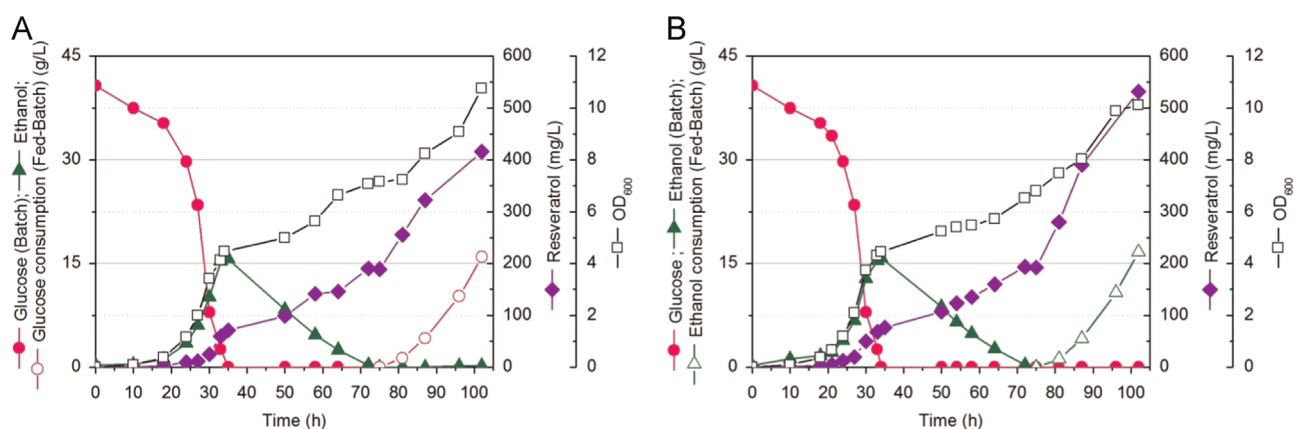 A
Glucose (Batch); Ethanol;
Glucose consumption (Fed-Batch) (g/L)
45
30
15
0
0 10 20 30 40 50 60 70 80 90 100
Time (h)
600
500
400
300
200
100
0
Resveratrol (mg/L)
12
10
8
6
4
2
0
OD600
B
Glucose ; Ethanol (Batch);
Ethanol consumption (Fed-Batch) (g/L)
45
30
15
0
0 10 20 30 40 50 60 70 80 90 100
Time (h)
600
500
400
300
200
100
0
Resveratrol (mg/L)
12
10
8
6
4
2
0
OD600